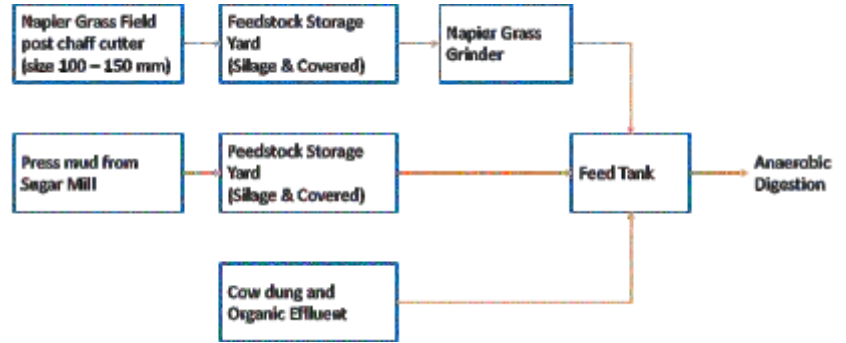 Napier Grass Field
post chaff cutter
(size 100 – 150 mm)
Feedstock Storage
Yard
(Silage & Covered)
Napier Grass
Grinder
Press mud from
Sugar Mill
Feedstock Storage
Yard
(Silage & Covered)
Feed Tank
Anaerobic
Digestion
Cow dung and
Organic Effluent